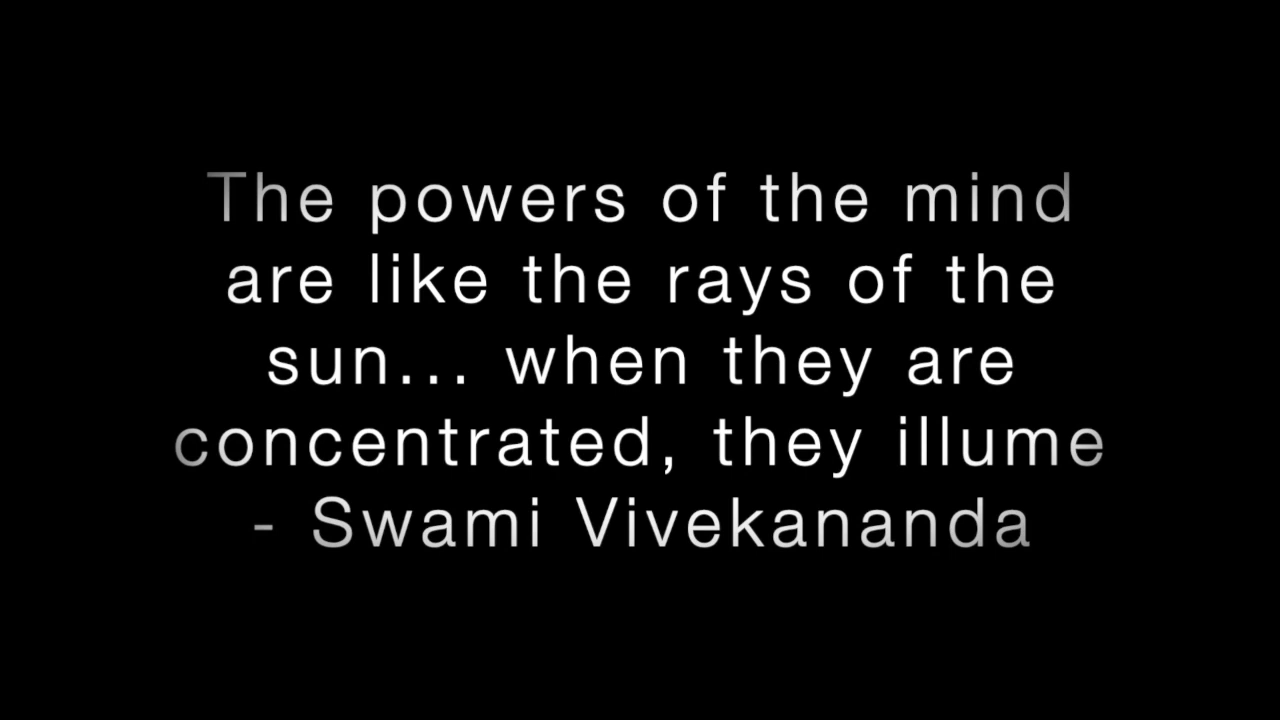 The powers of the mind
are like the rays of the
sun... when they are
concentrated, they illume
- Swami Vivekananda